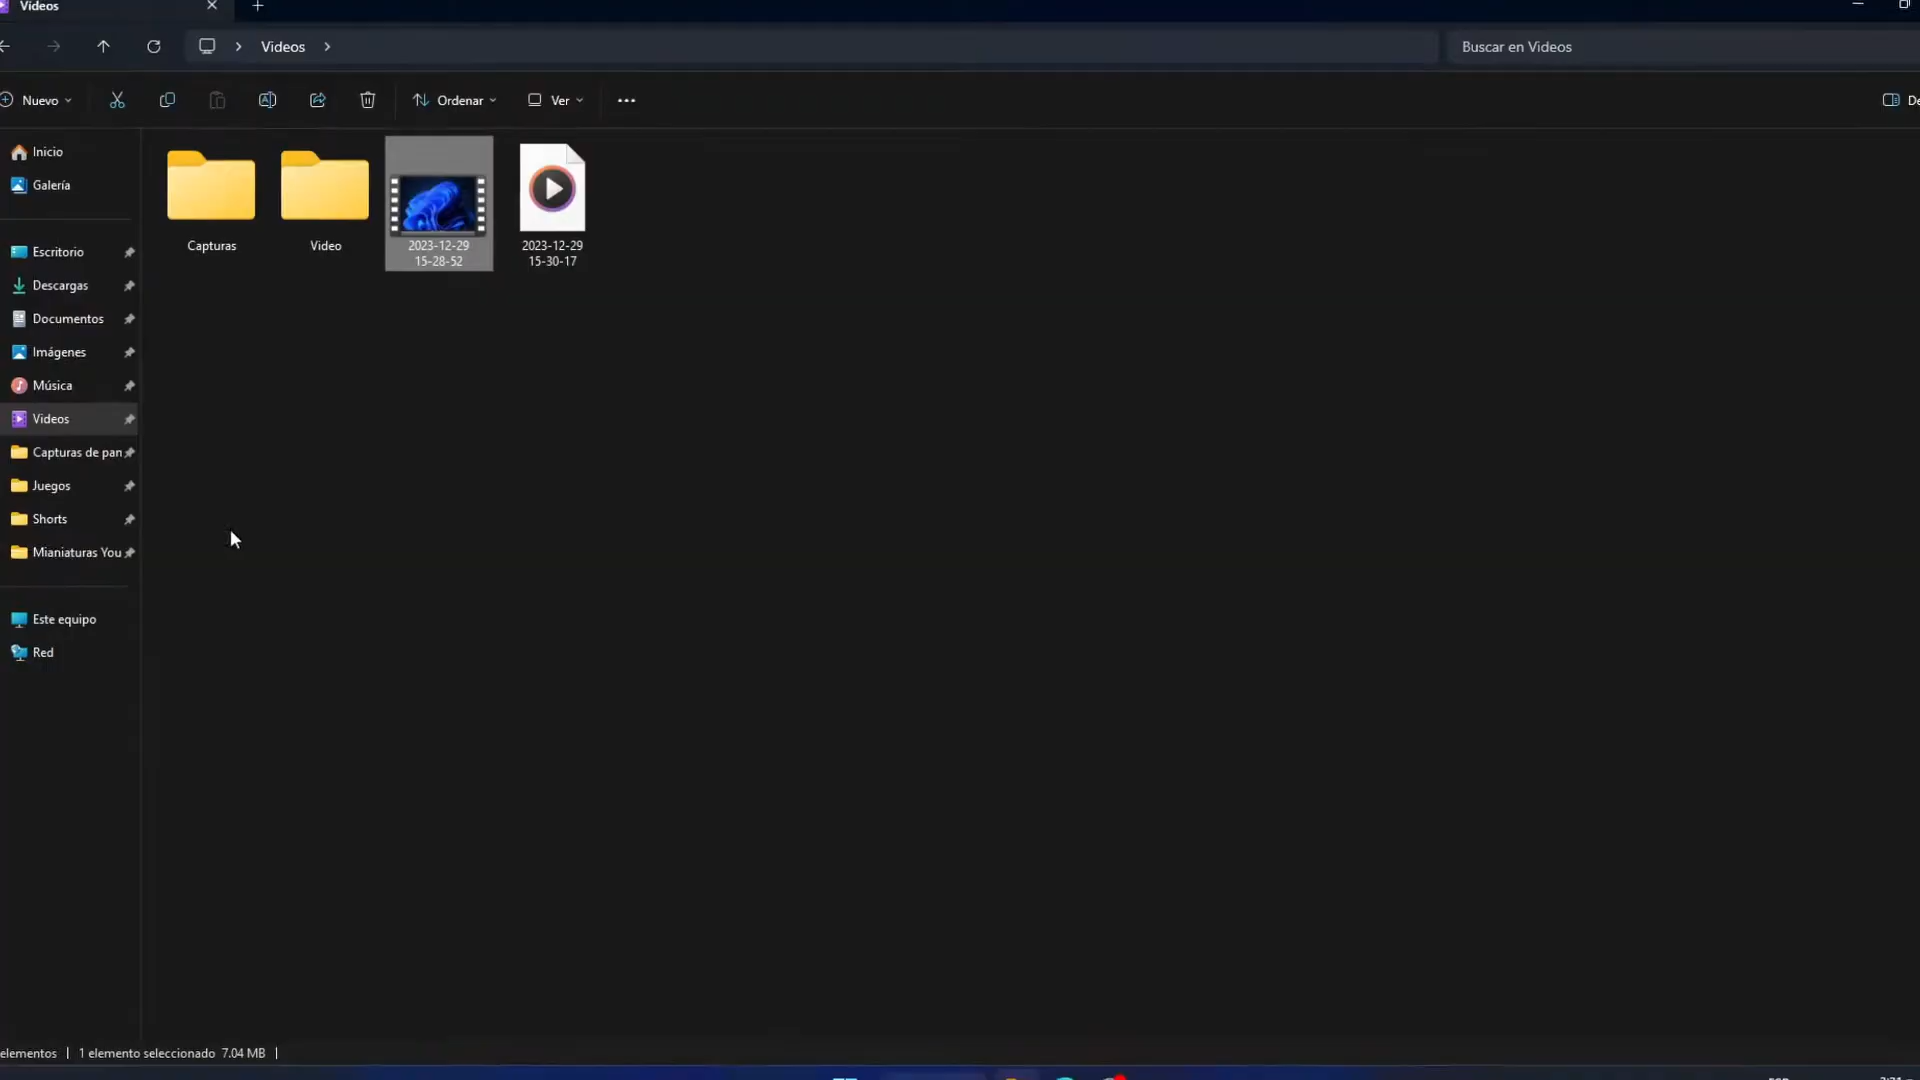 Videos
Videos
Buscar en Videos
Nuevo
Ordenar
Ver
Inicio
Galería
Escritorio
Descargas
Documentos
Imágenes
Música
Videos
Capturas de pan
Juegos
Shorts
Mianiaturas You
Este equipo
Red
Capturas
Video
2023-12-29
15-28-52
2023-12-29
15-30-17
elementos | 1 elemento seleccionado 7.04 MB |